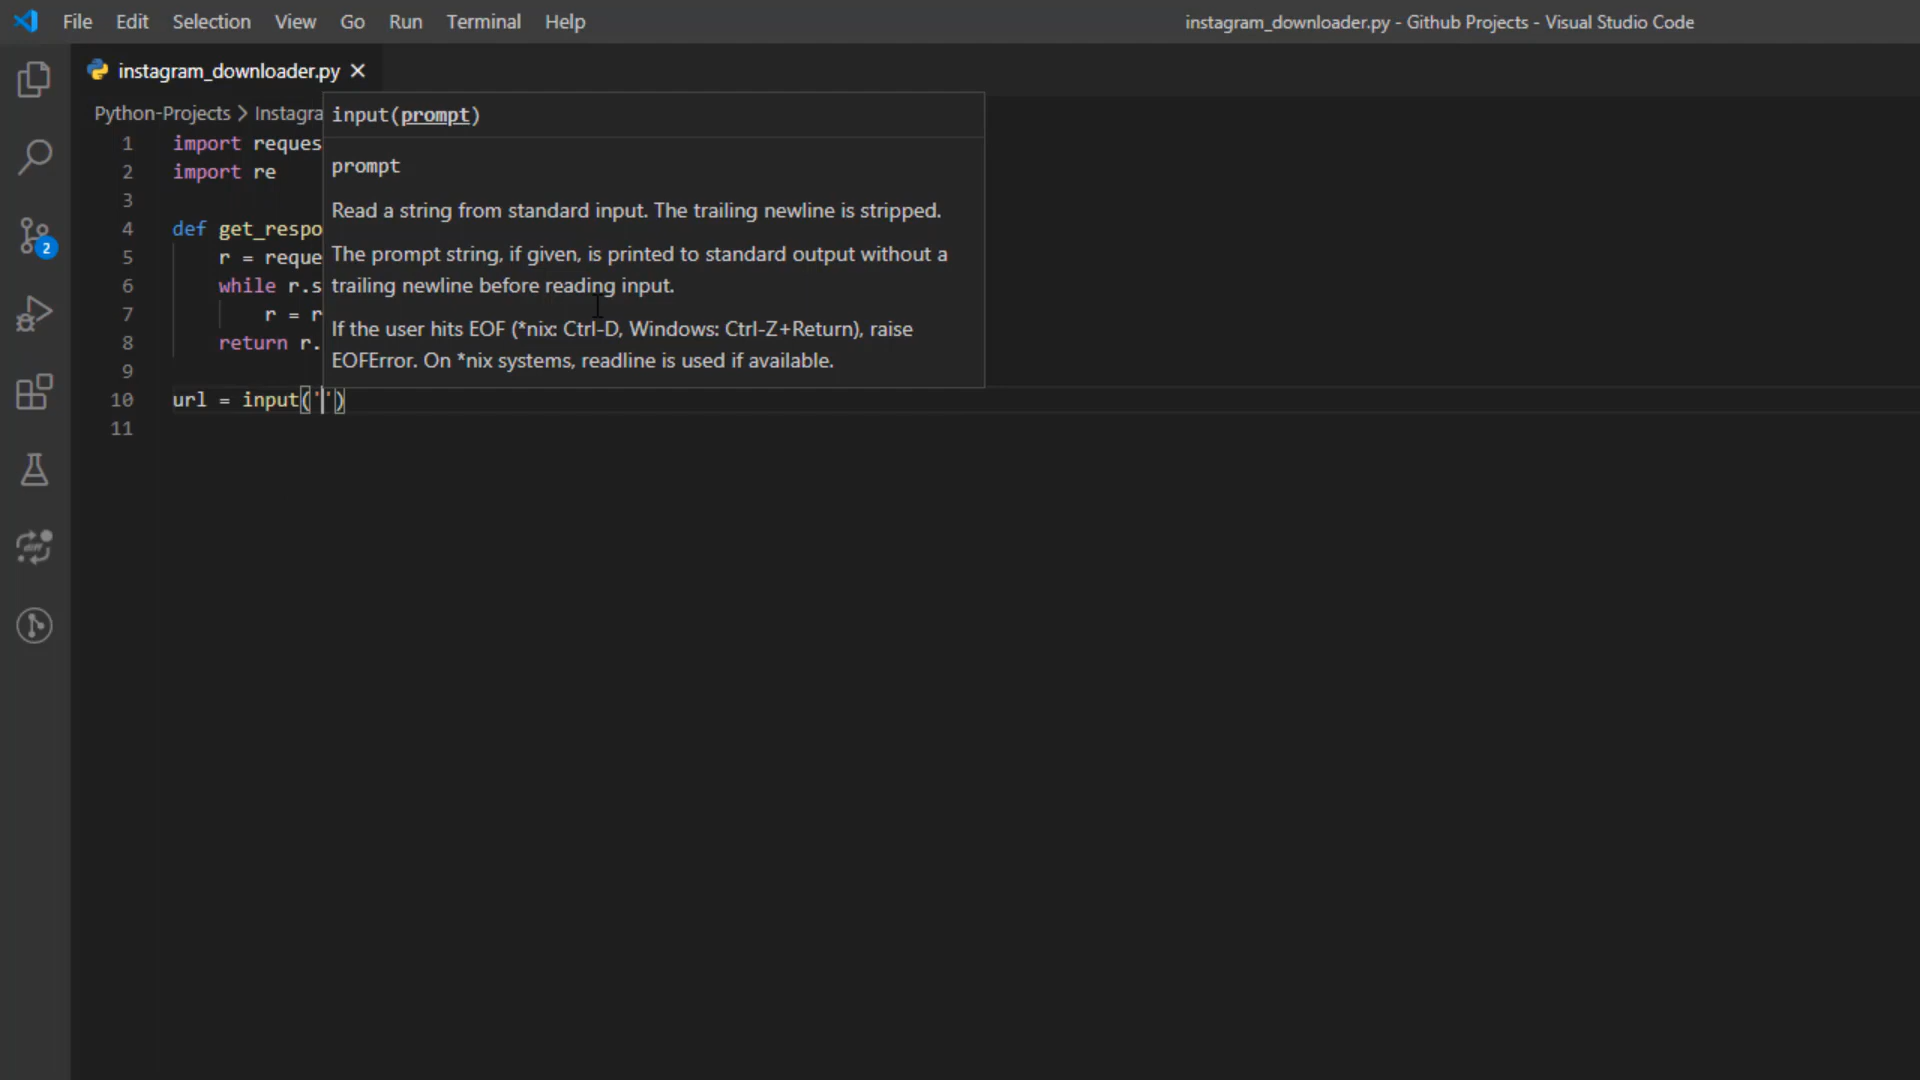 File Edit Selection View Go Run Terminal Help
instagram_downloader.py - Github Projects - Visual Studio Code
instagram_downloader.py
Python-Projects > Instagra
input(prompt)
prompt
Read a string from standard input. The trailing newline is stripped.
The prompt string, if given, is printed to standard output without a
trailing newline before reading input.
If the user hits EOF (*nix: Ctrl-D, Windows: Ctrl-Z+Return), raise
EOFError. On *nix systems, readline is used if available.
1 import reques
2 import re
3
4 def get_respo
5 r = reque
6 while r.s
7 r = r
8 return r.
9
10 url = input('')
11
2